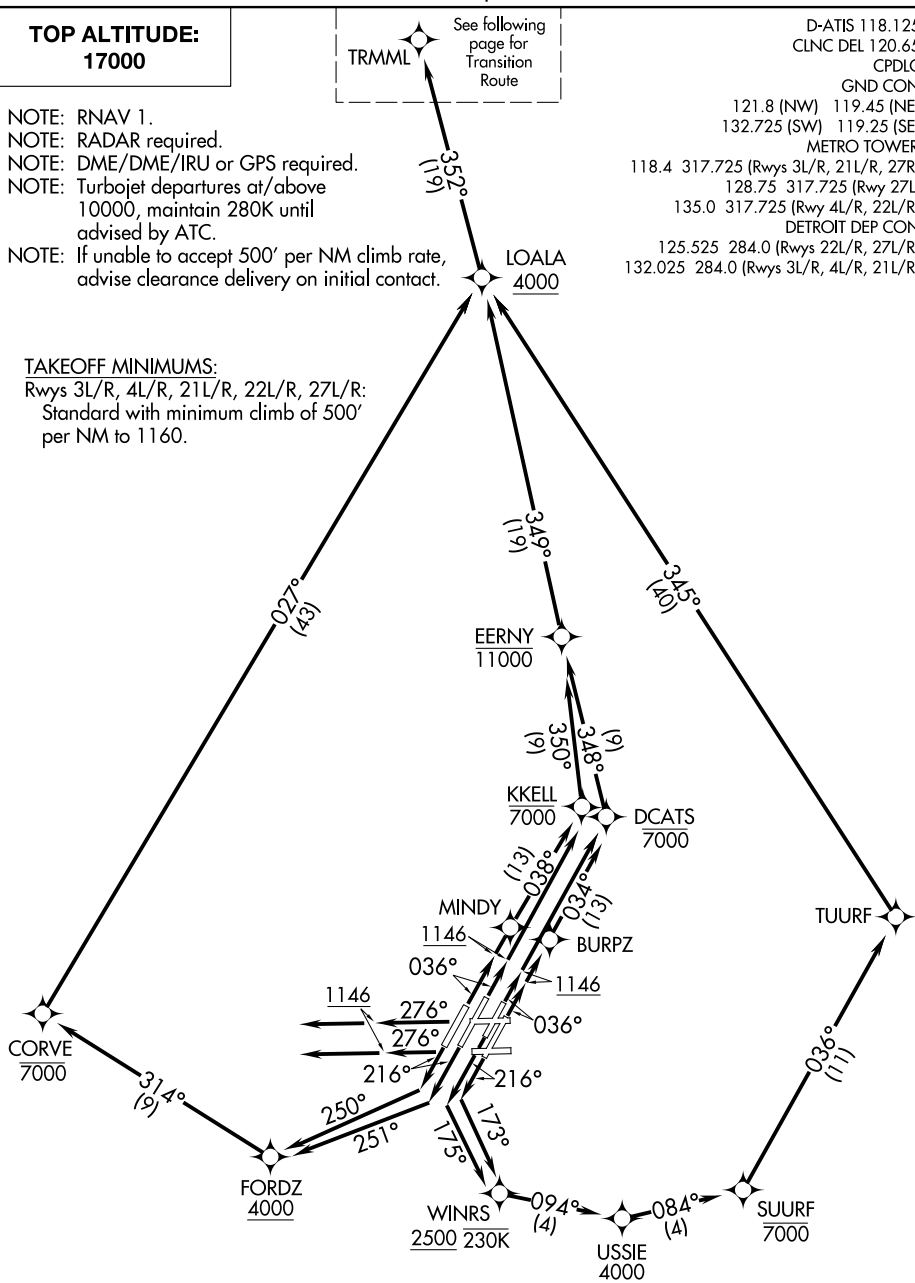 TOP ALTITUDE:
17000
NOTE: RNAV 1.
NOTE: RADAR required.
NOTE: DME/DME/IRU or GPS required.
NOTE: Turbojet departures at/above
10000, maintain 280K until
advised by ATC.
NOTE: If unable to accept 500' per NM climb rate,
advise clearance delivery on initial contact.
TAKEOFF MINIMUMS:
Rwys 3L/R, 4L/R, 21L/R, 22L/R, 27L/R:
Standard with minimum climb of 500'
per NM to 1160.
TRMML
See following
page for
Transition
Route
D-ATIS 118.125
CLNC DEL 120.65
CPDLC
GND CON
121.8 (NW) 119.45 (NE
132.725 (SW) 119.25 (SE
METRO TOWER
118.4 317.725 (Rwys 3L/R, 21L/R, 27R
128.75 317.725 (Rwy 27L
135.0 317.725 (Rwy 4L/R, 22L/R
DETROIT DEP CON
125.525 284.0 (Rwys 22L/R, 27L/R
132.025 284.0 (Rwys 3L/R, 4L/R, 21L/R
352°
(19)
LOALA
4000
027°
(43)
349°
(19)
345°
(40)
EERNY
11000
350°
(9)
348°
(9)
KKELL
7000
DCATS
7000
038°
(13)
034°
(13)
MINDY
BURPZ
1146
1146
036°
036°
1146
276°
276°
216°
216°
TUURF
CORVE
7000
314°
(9)
250°
251°
175°
173°
036°
(11)
FORDZ
4000
WINRS
2500 230K
094°
(4)
USSIE
4000
084°
(4)
SUURF
7000